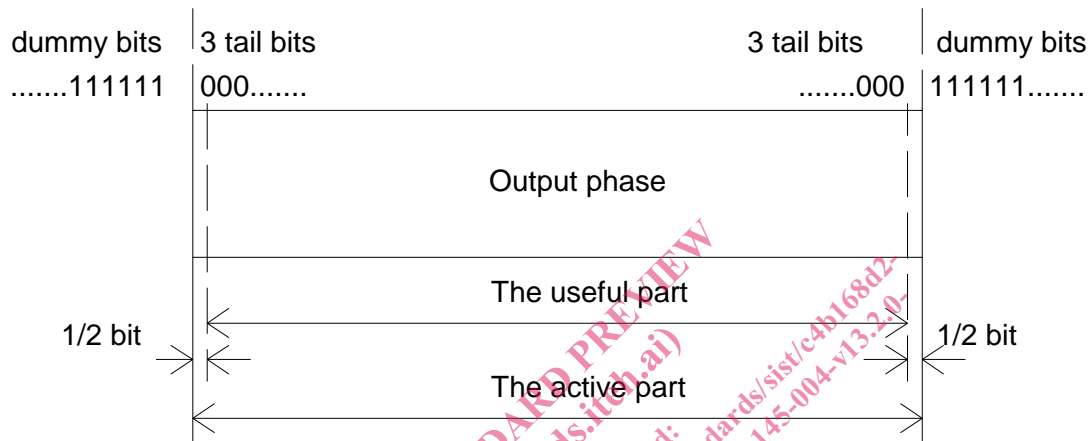 dummy bits 3 tail bits 3 tail bits dummy bits
.......111111 000....... .......000 111111.......
Output phase
The useful part
1/2 bit 1/2 bit
The active part